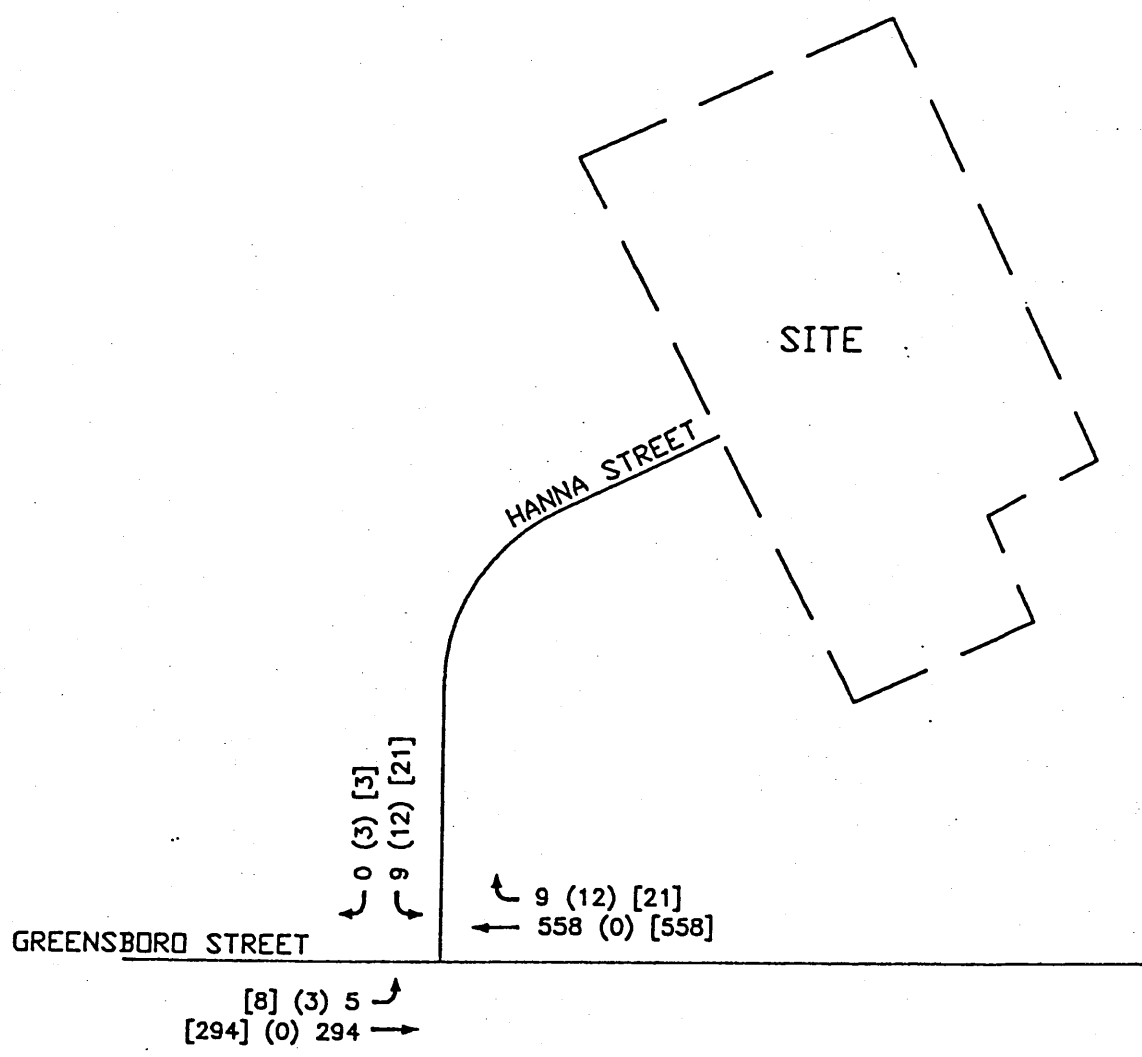 SITE
HANNA STREET
0 (3) [3]
9 (12) [21]
9 (12) [21]
558 (0) [558]
GREENSBORO STREET
[8] (3) 5
[294] (0) 294